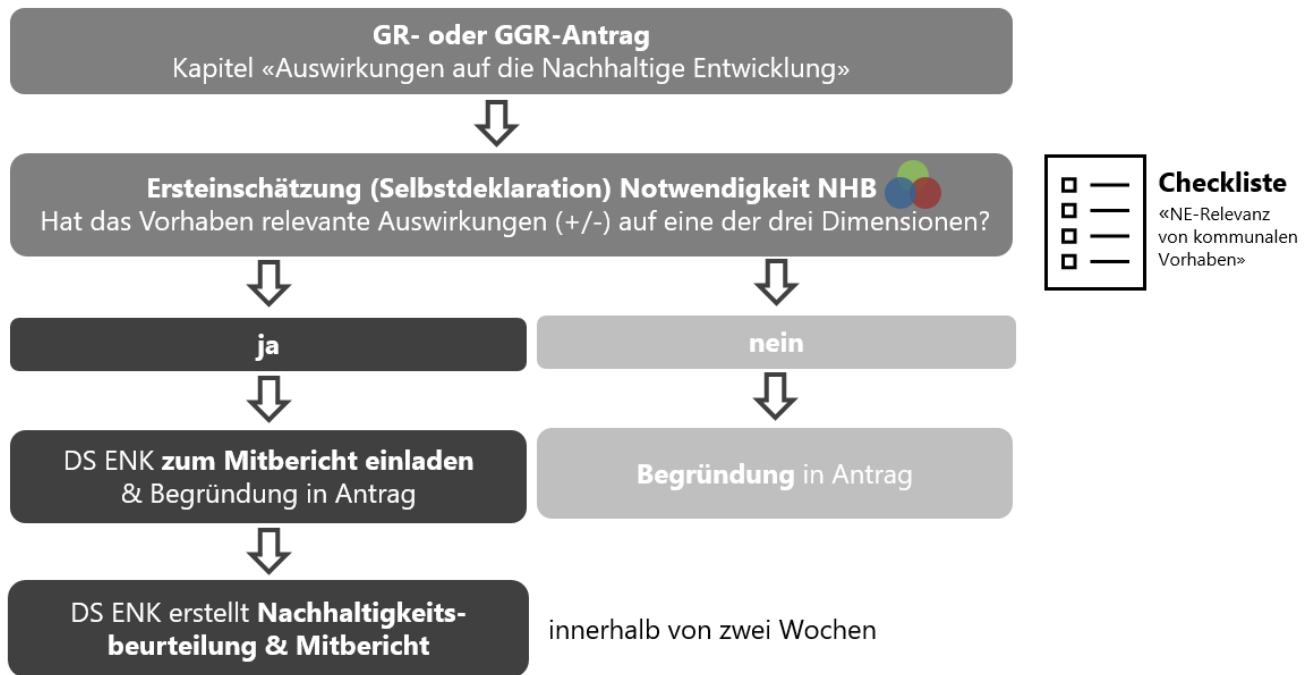 GR- oder GGR-Antrag
Kapitel «Auswirkungen auf die Nachhaltige Entwicklung»
Ersteinschätzung (Selbstdeklaration) Notwendigkeit NHB
Hat das Vorhaben relevante Auswirkungen (+/-) auf eine der drei Dimensionen?
Checkliste
«NE-Relevanz
von kommunalen
Vorhaben»
ja
nein
DS ENK zum Mitbericht einladen
& Begründung in Antrag
Begründung in Antrag
DS ENK erstellt Nachhaltigkeits-
beurteilung & Mitbericht
innerhalb von zwei Wochen